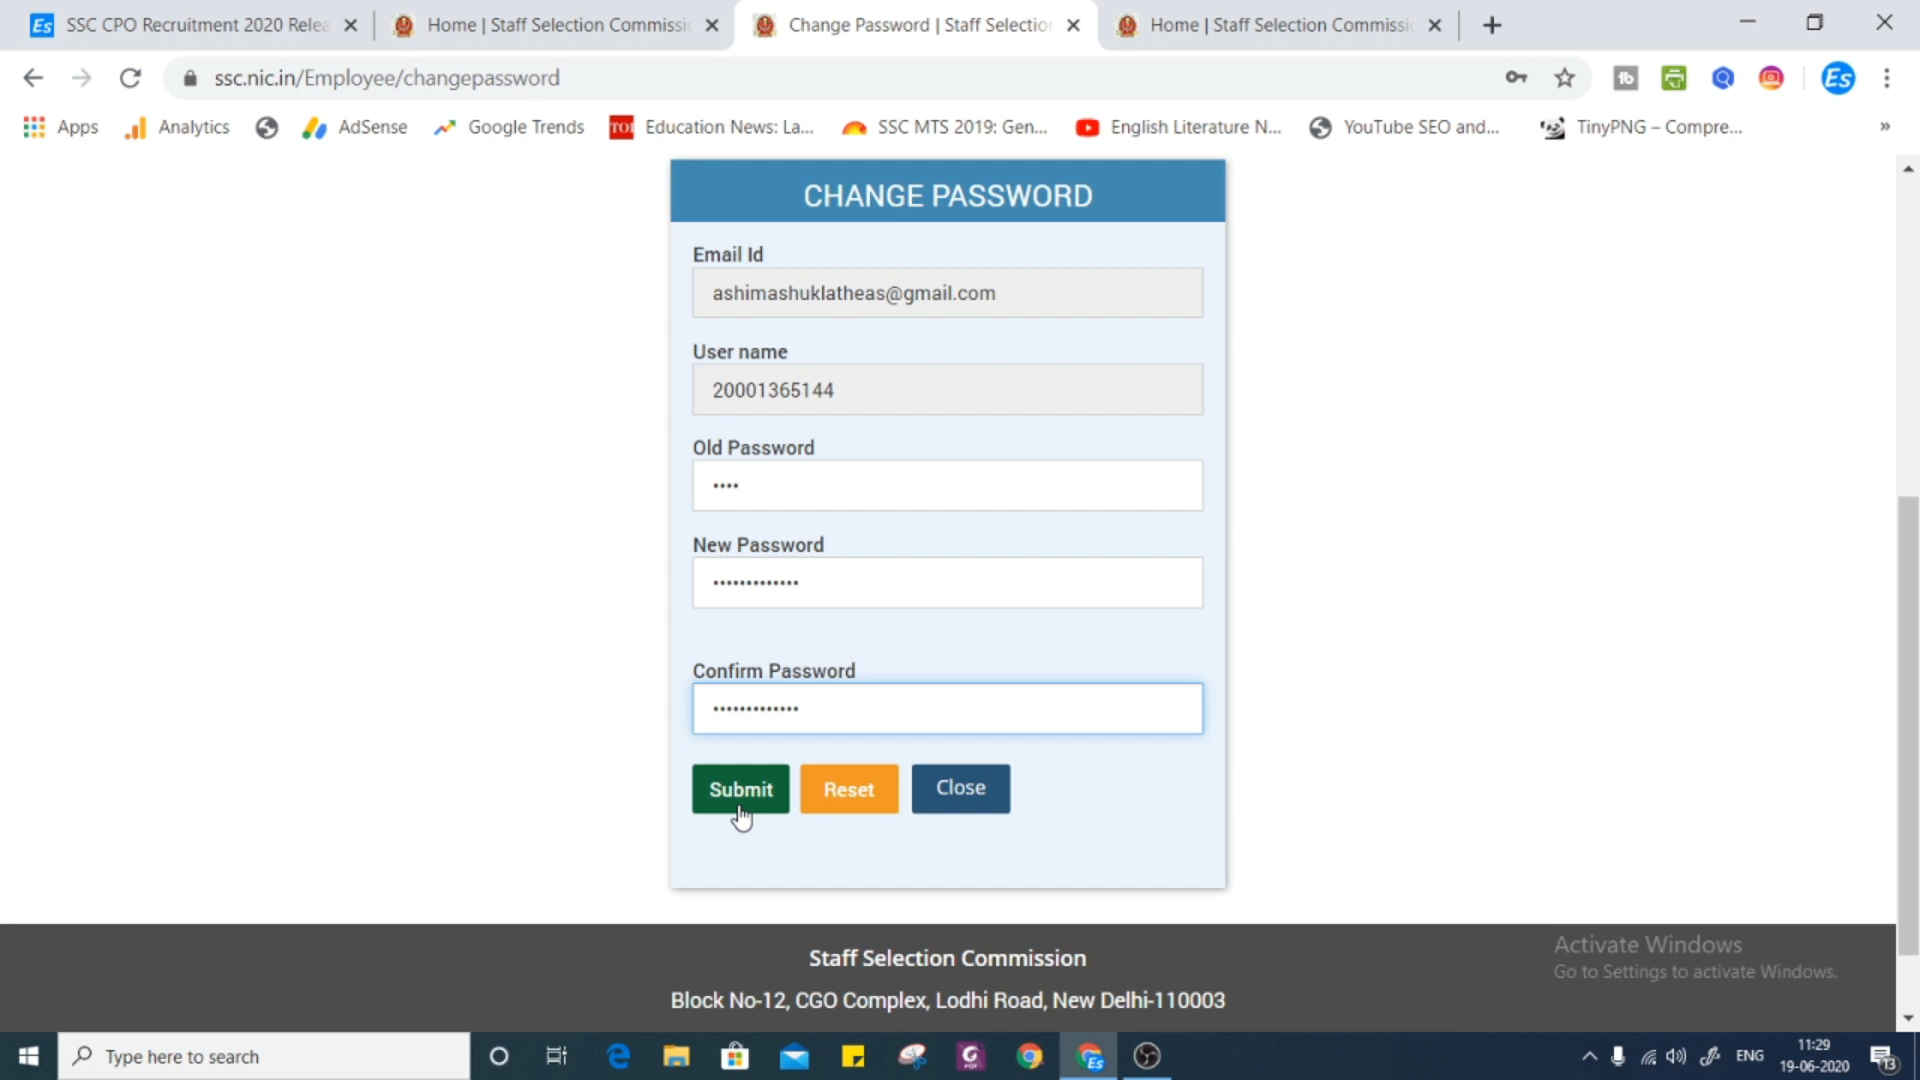 SSC CPO Recruitment 2020 Relea
Home | Staff Selection Commissi
Change Password | Staff Selection
Home | Staff Selection Commissi
ssc.nic.in/Employee/changepassword
Es
Apps
Analytics
AdSense
Google Trends
TOI
Education News: La...
SSC MTS 2019: Gen...
English Literature N...
YouTube SEO and...
TinyPNG – Compre...
»
CHANGE PASSWORD
Email Id
ashimashuklatheas@gmail.com
User name
20001365144
Old Password
••••
New Password
•••••••••••••
Confirm Password
•••••••••••••
Submit
Reset
Close
Staff Selection Commission
Block No-12, CGO Complex, Lodhi Road, New Delhi-110003
Activate Windows
Go to Settings to activate Windows.
Type here to search
ENG
11:29
19-06-2020
13